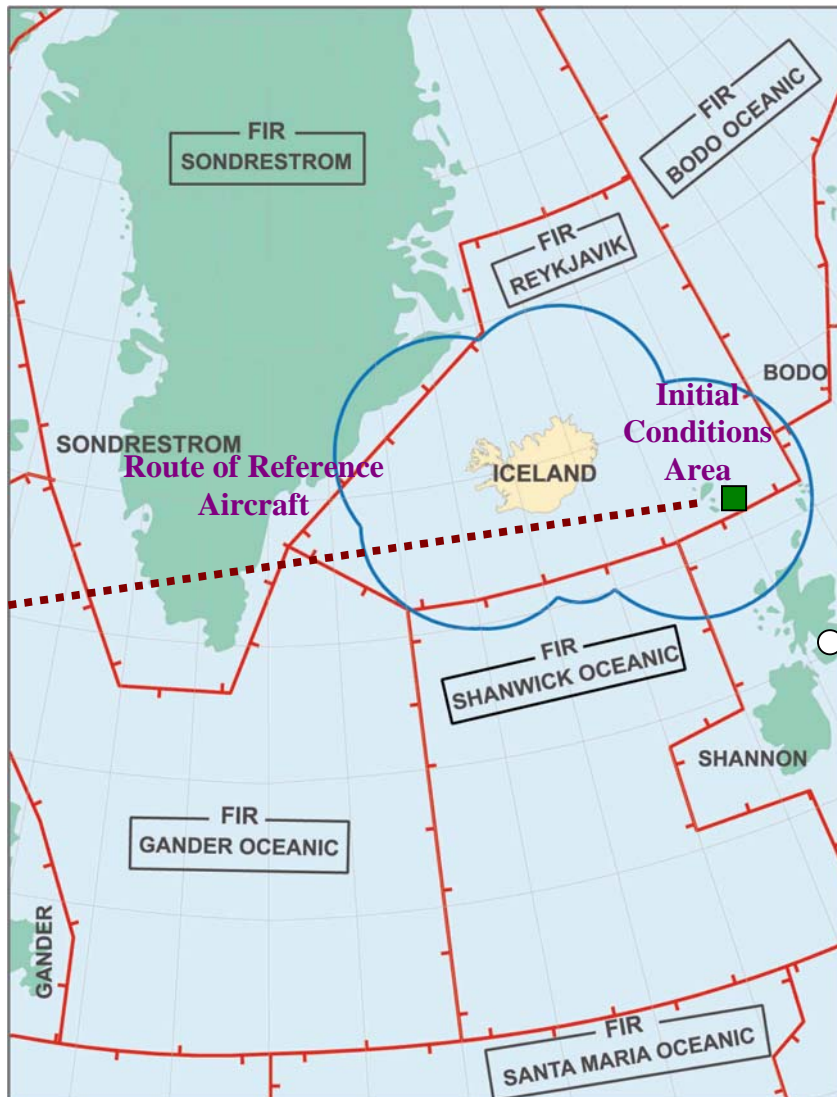 FIR
SONDRESTROM
FIR
BODO OCEANIC
FIR
REYKJAVIK
BODO
Initial
Conditions
Area
SONDRESTROM
Route of Reference
Aircraft
ICELAND
FIR
SHANWICK OCEANIC
SHANNON
FIR
GANDER OCEANIC
GANDER
FIR
SANTA MARIA OCEANIC